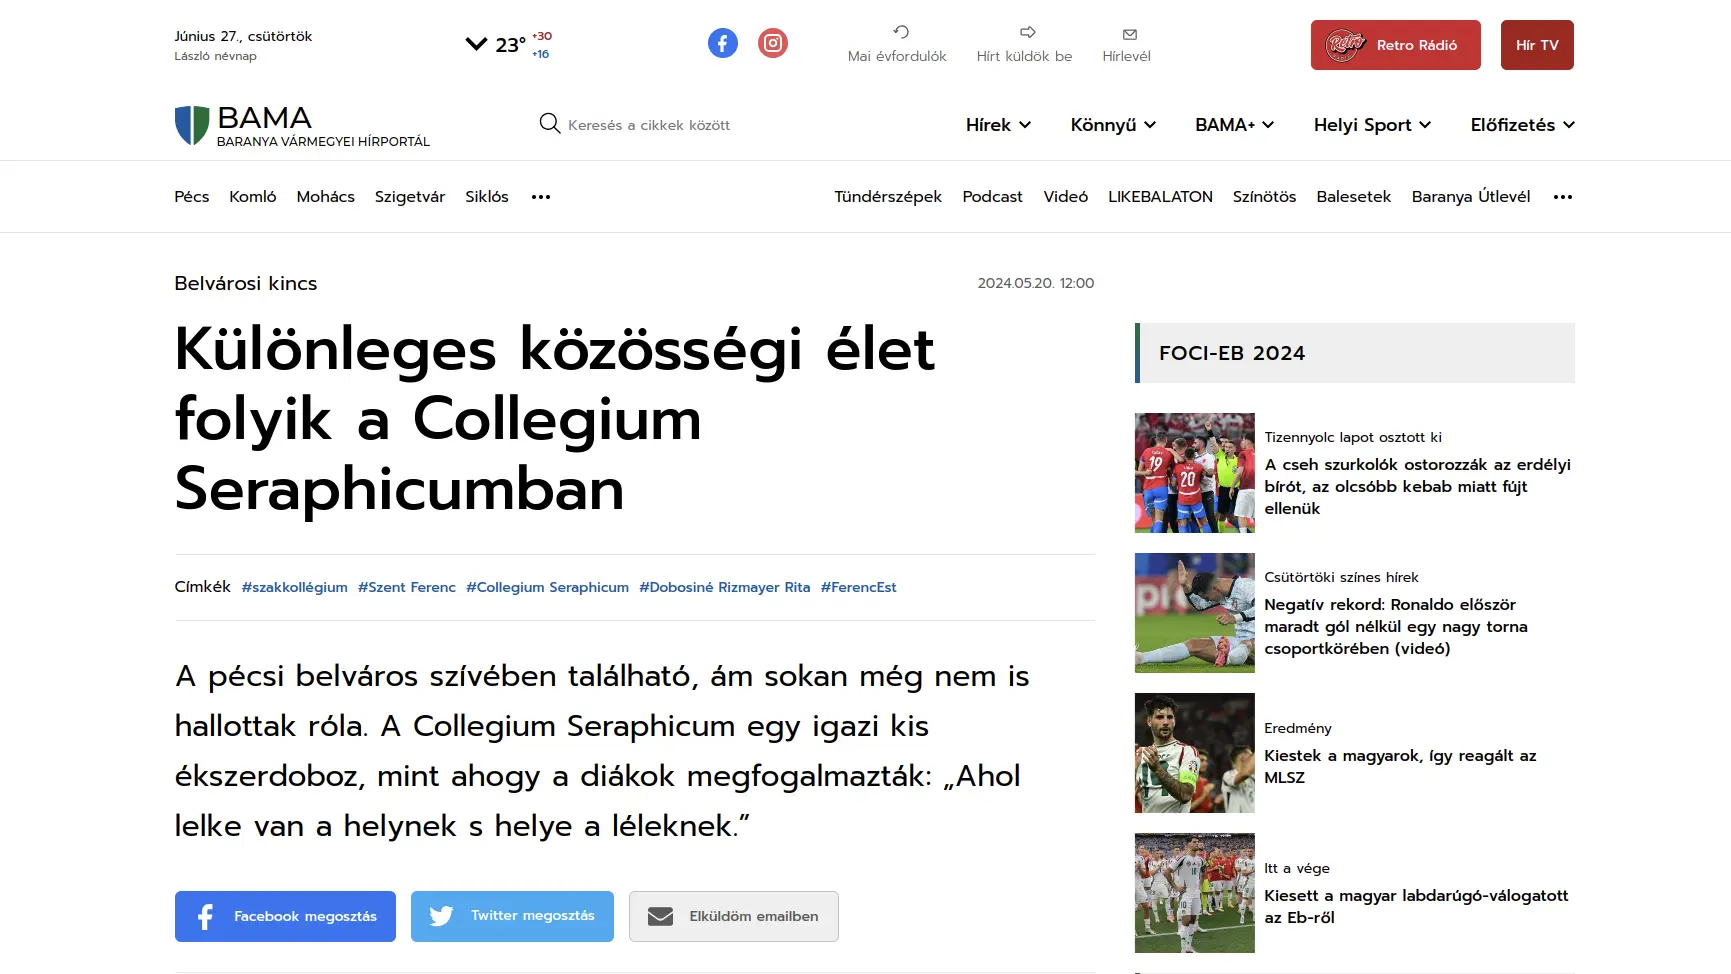 Június 27., csütörtök
László névnap
23°
+30
+16
Mai évfordulók
Hírt küldök be
Hírlevél
Retro
Retro Rádió
Hír TV
BAMA
BARANYA VÁRMEGYEI HÍRPORTÁL
Keresés a cikkek között
Hírek
Könnyű
BAMA+
Helyi Sport
Előfizetés
Pécs
Komló
Mohács
Szigetvár
Siklós
Tündérszépek
Podcast
Videó
LIKEBALATON
Színötös
Balesetek
Baranya Útlevél
Belvárosi kincs
2024.05.20. 12:00
Különleges közösségi élet
folyik a Collegium
Seraphicumban
Címkék #szakkollégium #Szent Ferenc #Collegium Seraphicum #Dobosiné Rizmayer Rita #FerencEst
A pécsi belváros szívében található, ám sokan még nem is
hallottak róla. A Collegium Seraphicum egy igazi kis
ékszerdoboz, mint ahogy a diákok megfogalmazták: „Ahol
lelke van a helynek s helye a léleknek.”
Facebook megosztás
Twitter megosztás
Elküldöm emailben
FOCI-EB 2024
19
20
Tizennyolc lapot osztott ki
A cseh szurkolók ostorozzák az erdélyi
bírót, az olcsóbb kebab miatt fújt
ellenük
Csütörtöki színes hírek
Negatív rekord: Ronaldo először
maradt gól nélkül egy nagy torna
csoportkörében (videó)
Eredmény
Kiestek a magyarok, így reagált az
MLSZ
Itt a vége
Kiesett a magyar labdarúgó-válogatott
az Eb-ről